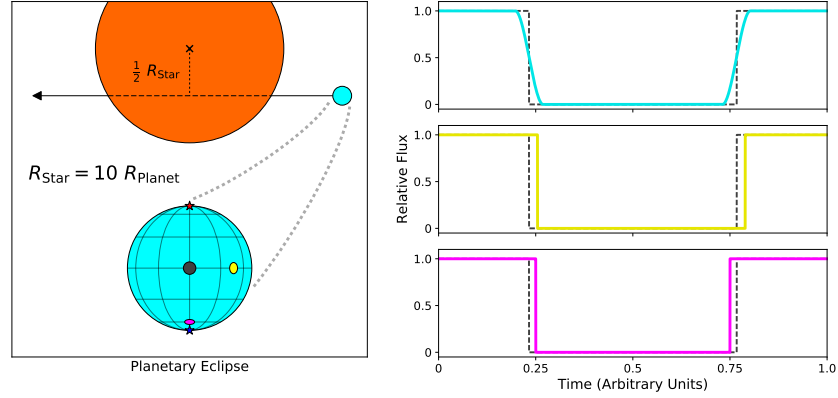 ½ R_Star
R_Star = 10 R_Planet
Planetary Eclipse
Relative Flux
1.0
0.5
0
1.0
0.5
0
1.0
0.5
0
0 0.25 0.5 0.75 1.0
Time (Arbitrary Units)